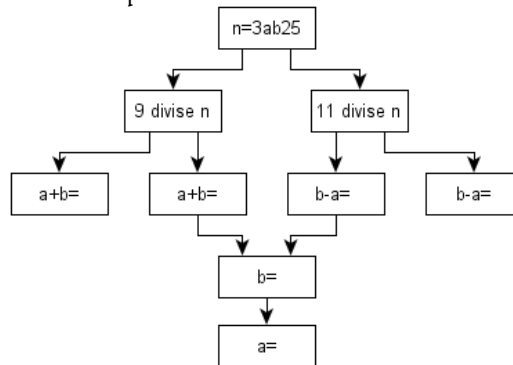 n=3ab25
9 divise n
11 divise n
a+b=
a+b=
b-a=
b-a=
b=
a=